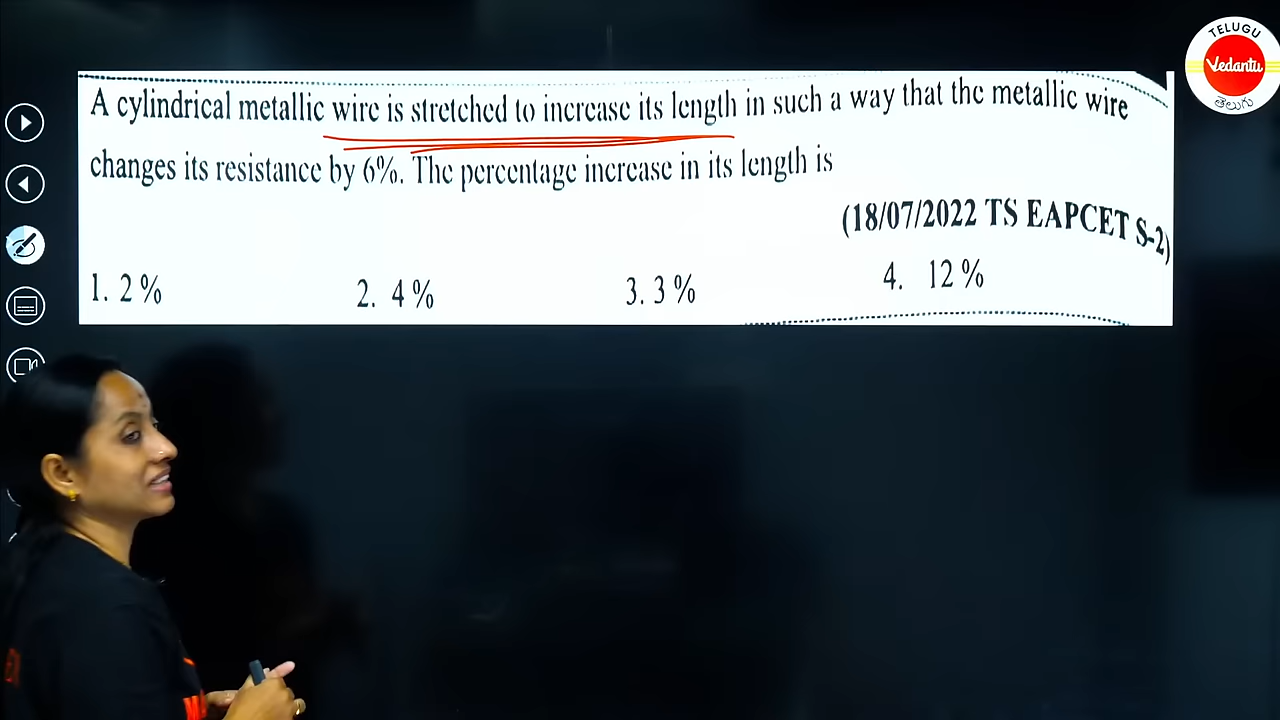 TELUGU
Vedantu
తెలుగు
A cylindrical metallic wire is stretched to increase its length in such a way that the metallic wire
changes its resistance by 6%. The percentage increase in its length is
(18/07/2022 TS EAPCET S-2)
1. 2 % 2. 4 % 3. 3 % 4. 12 %